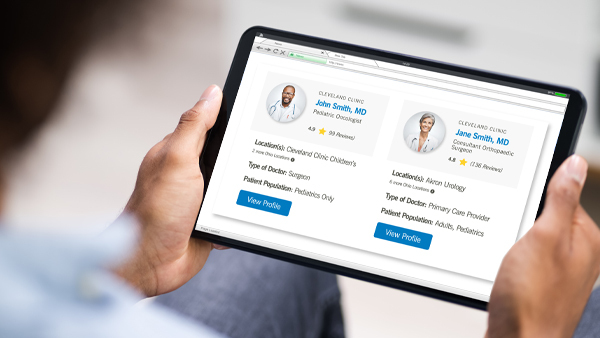 CLEVELAND CLINIC
John Smith, MD
Pediatric Oncologist
4.8 (99 Reviews)
Location(s): Cleveland Clinic Children's
2 more Ohio Locations
Type of Doctor: Surgeon
Patient Population: Pediatrics Only
View Profile
CLEVELAND CLINIC
Jane Smith, MD
Consultant Orthopaedic
Surgeon
4.8 (136 Reviews)
Location(s): Akron Urology
6 more Ohio Locations
Type of Doctor: Primary Care Provider
Patient Population: Adults, Pediatrics
View Profile